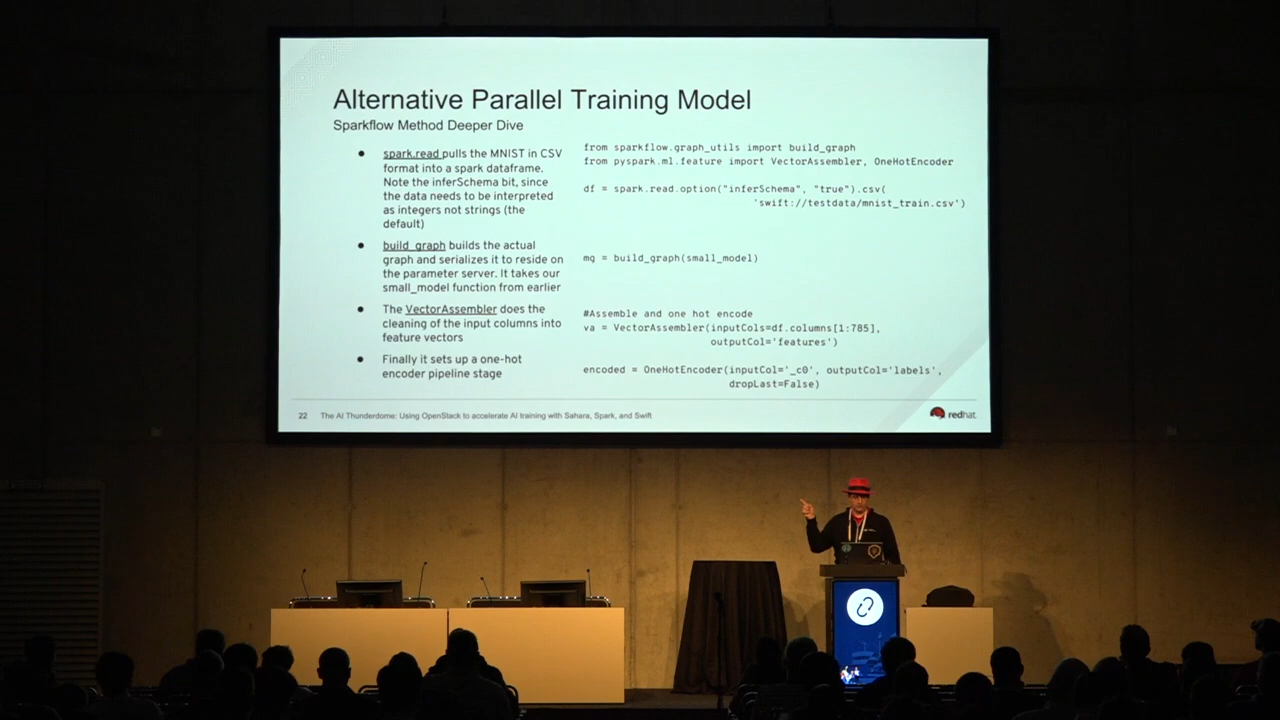 Alternative Parallel Training Model
Sparkflow Method Deeper Dive
spark.read pulls the MNIST in CSV
format into a spark dataframe.
Note the inferSchema bit, since
the data needs to be interpreted
as integers not strings (the
default)
build_graph builds the actual
graph and serializes it to reside on
the parameter server. It takes our
small_model function from earlier
The VectorAssembler does the
cleaning of the input columns into
feature vectors
Finally it sets up a one-hot
encoder pipeline stage
from sparkflow.graph_utils import build_graph
from pyspark.ml.feature import VectorAssembler, OneHotEncoder
df = spark.read.option("inferSchema", "true").csv(
'swift://testdata/mnist_train.csv')
mg = build_graph(small_model)
#Assemble and one hot encode
va = VectorAssembler(inputCols=df.columns[1:785],
outputCol='features')
encoded = OneHotEncoder(inputCol='_c0', outputCol='labels',
dropLast=False)
22 The AI Thunderdome: Using OpenStack to accelerate AI training with Sahara, Spark, and Swift
redhat